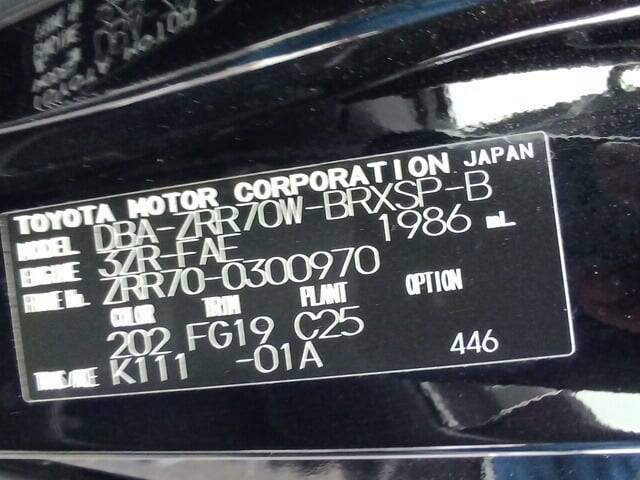 TOYOTA MOTOR CORPORATION JAPAN
MODEL DBA-ZRR70W-BRXSP-B
ENGINE 3ZR-FAE 1986 mL
FRAME No. ZRR70-0300970
COLOR TRIM PLANT OPTION
202 FG19 C25
TRANS/AXLE K111 -01A 446